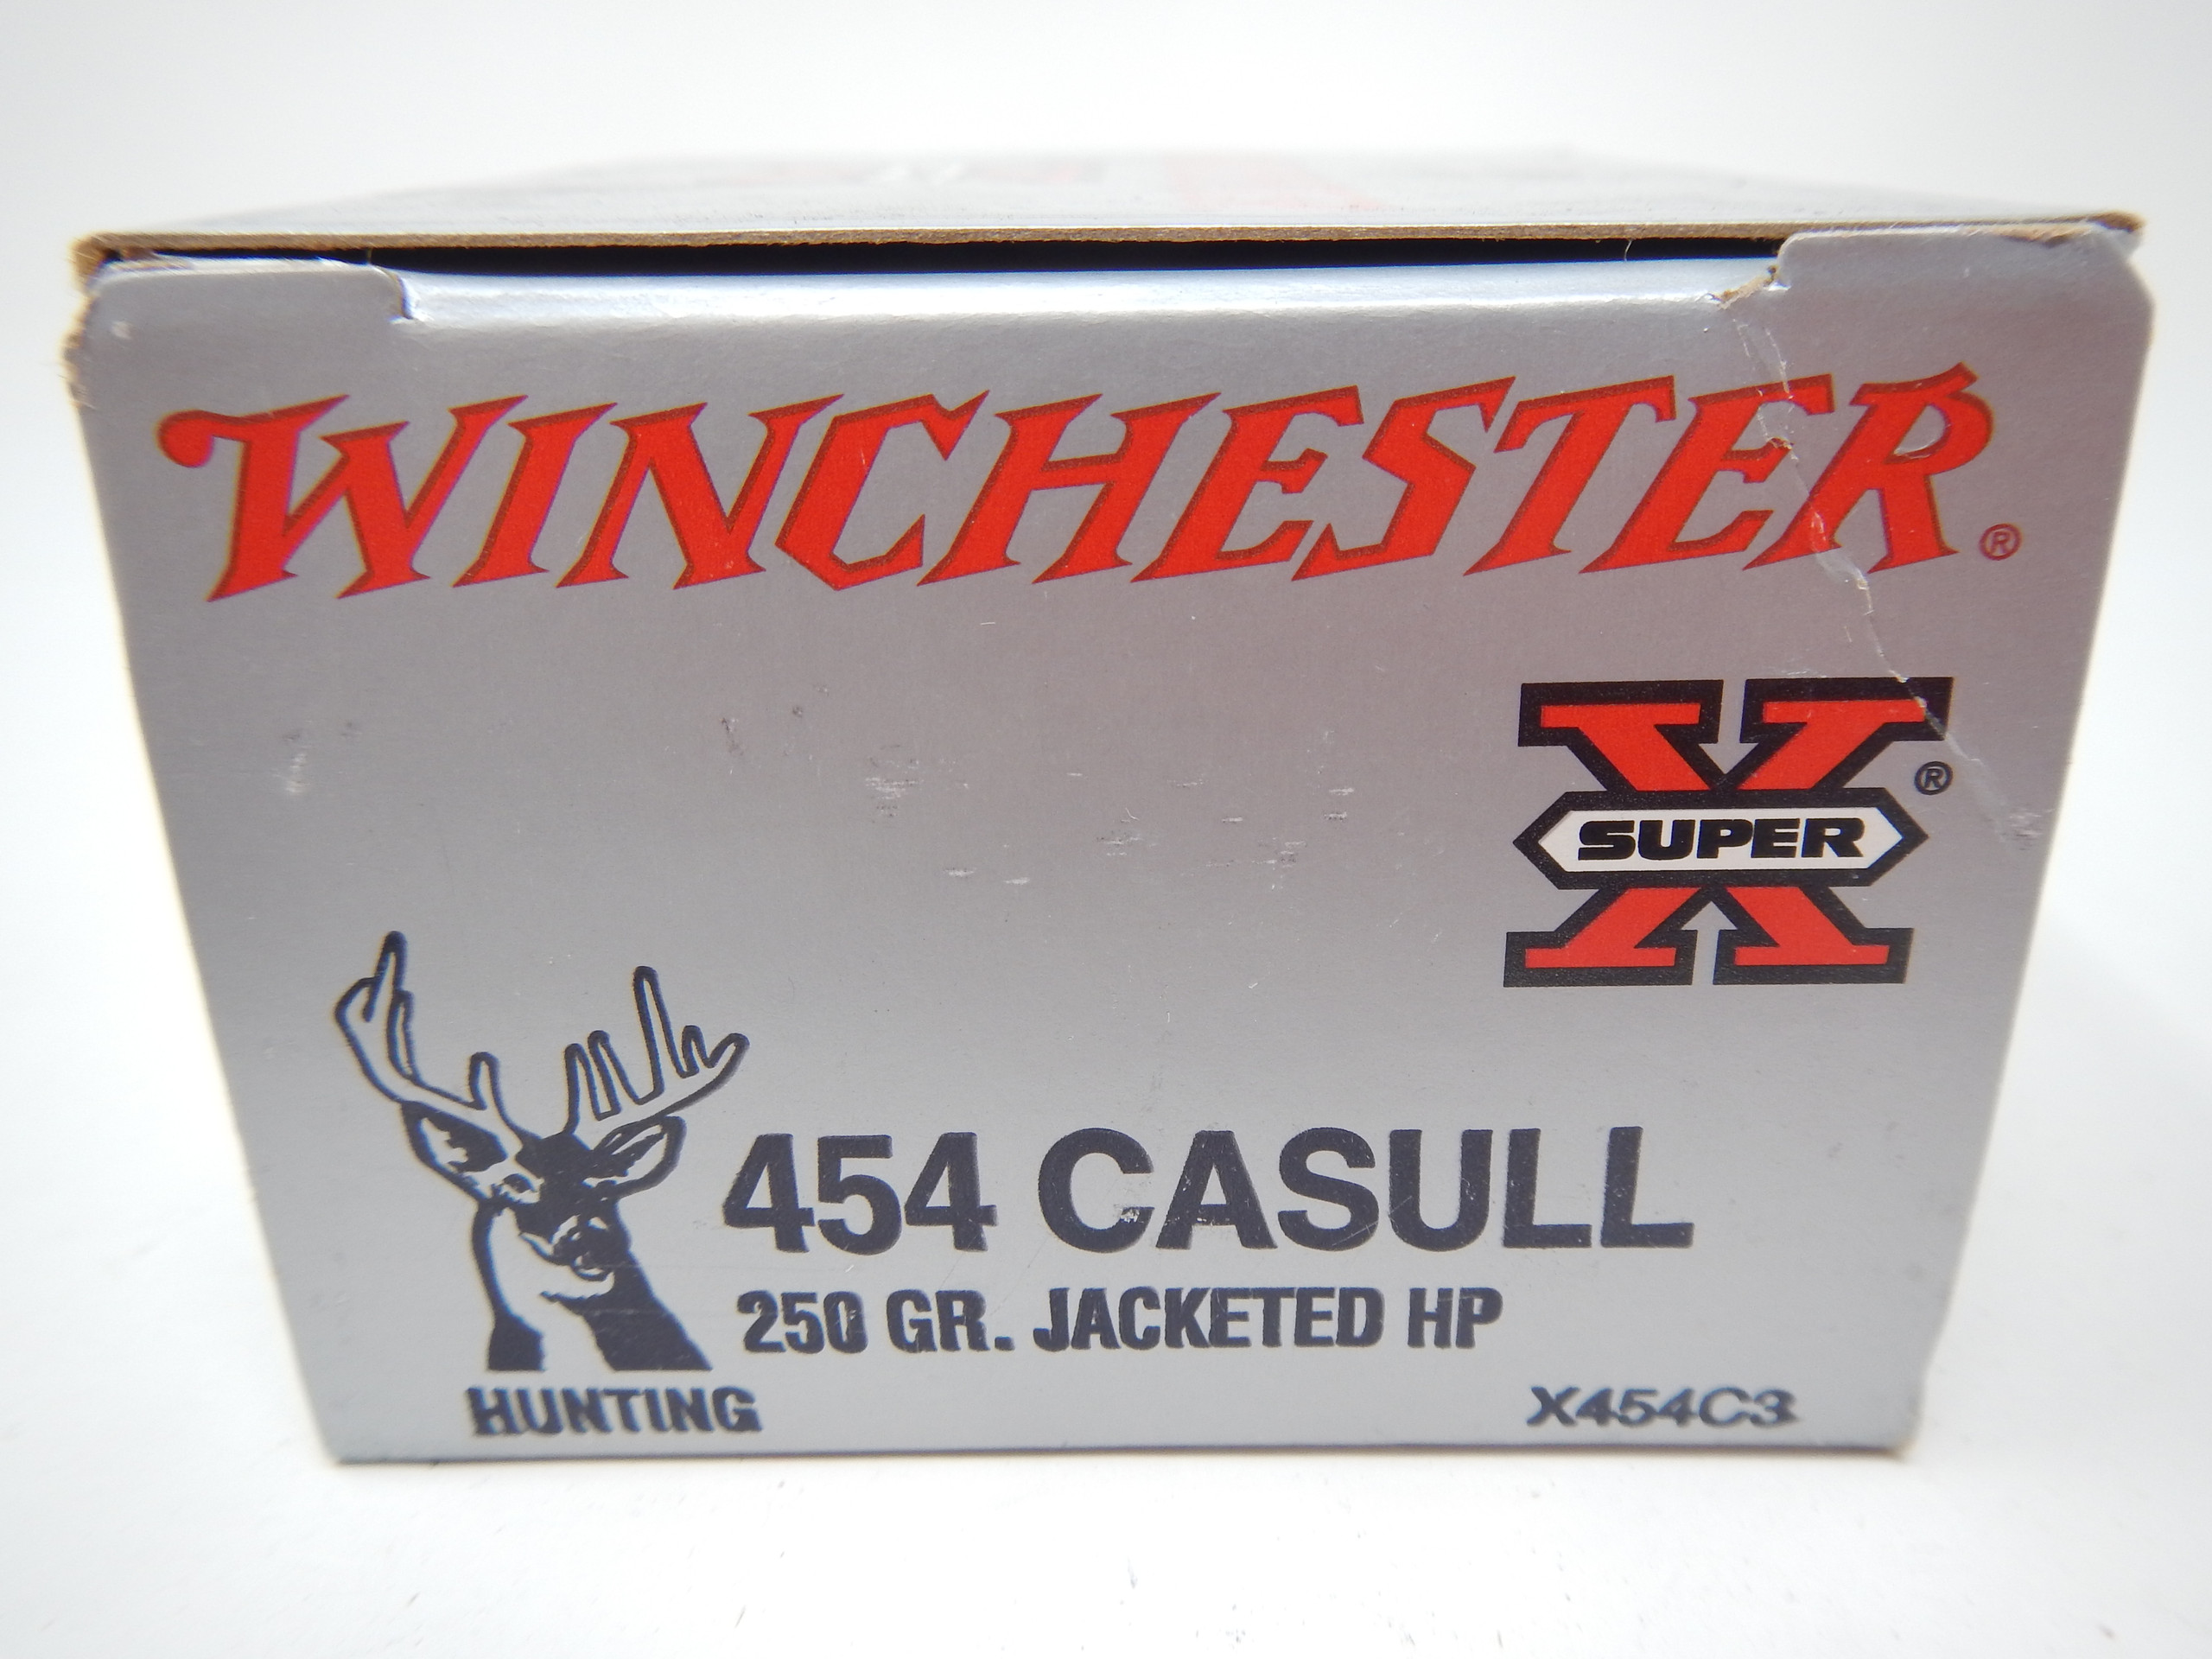 WINCHESTER®
X®
SUPER
454 CASULL
250 GR. JACKETED HP
HUNTING
X454C3